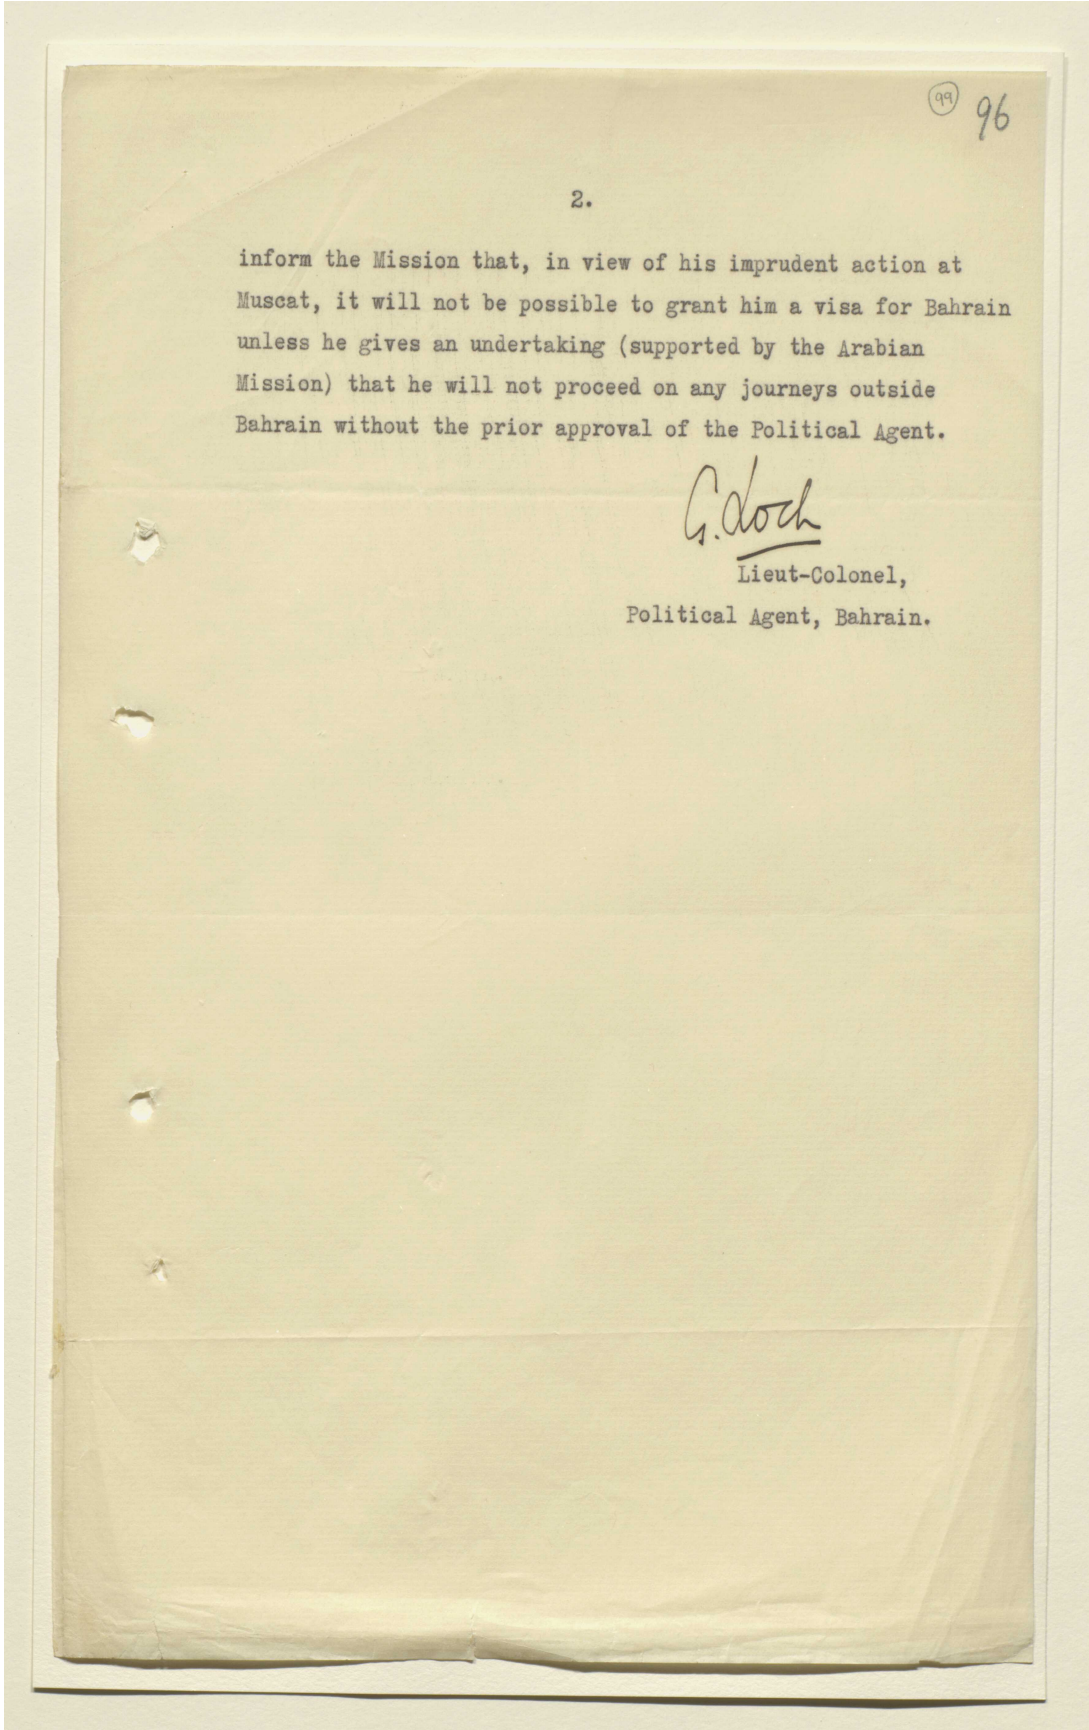 99
96
2.
inform the Mission that, in view of his imprudent action at
Muscat, it will not be possible to grant him a visa for Bahrain
unless he gives an undertaking (supported by the Arabian
Mission) that he will not proceed on any journeys outside
Bahrain without the prior approval of the Political Agent.
G. Loch
Lieut-Colonel,
Political Agent, Bahrain.